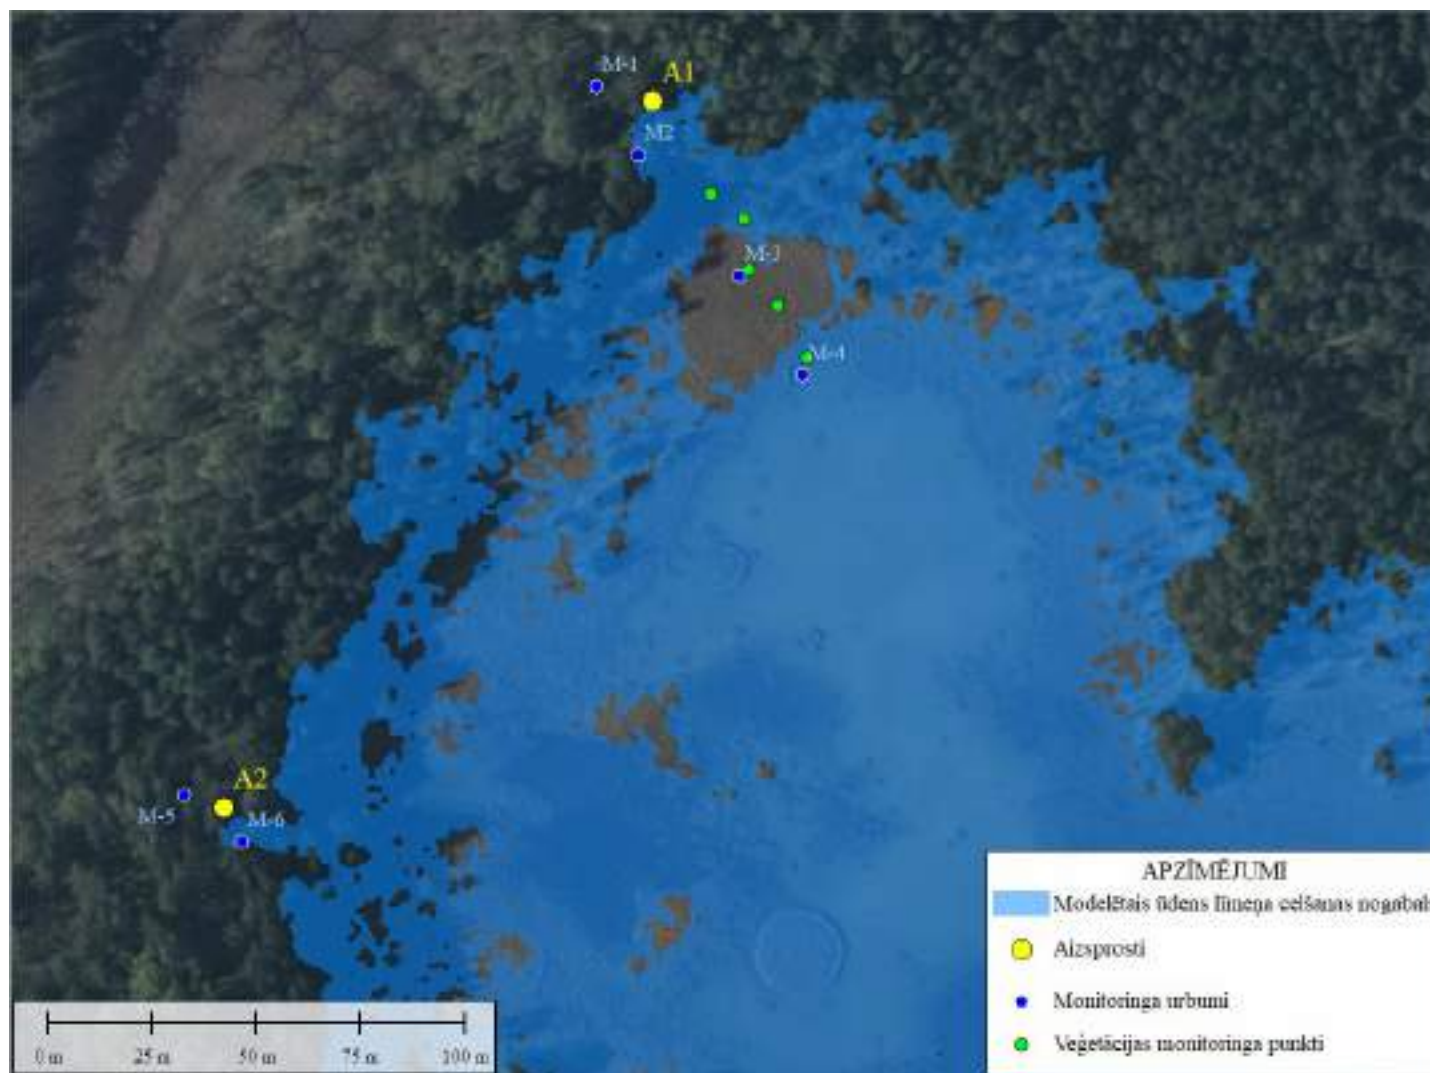 M-1
A1
M2
M-3
M-4
A2
M-5
M-6
APZĪMĒJUMI
Modelētais ūdens līmeņa celšanas nogabals
Aizsprosti
Monitoringa urbumi
Veģetācijas monitoringa punkti
0 m 25 m 50 m 75 m 100 m